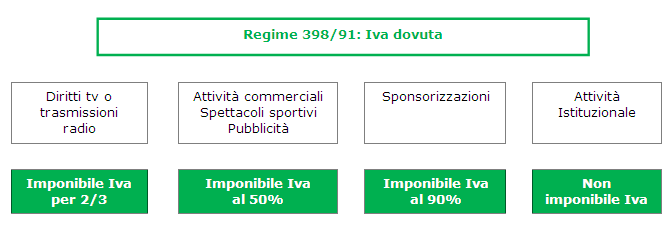 Regime 398/91: Iva dovuta
Diritti tv o
trasmissioni
radio
Attività commerciali
Spettacoli sportivi
Pubblicità
Sponsorizzazioni
Attività
Istituzionale
Imponibile Iva
per 2/3
Imponibile Iva
al 50%
Imponibile Iva
al 90%
Non
imponibile Iva